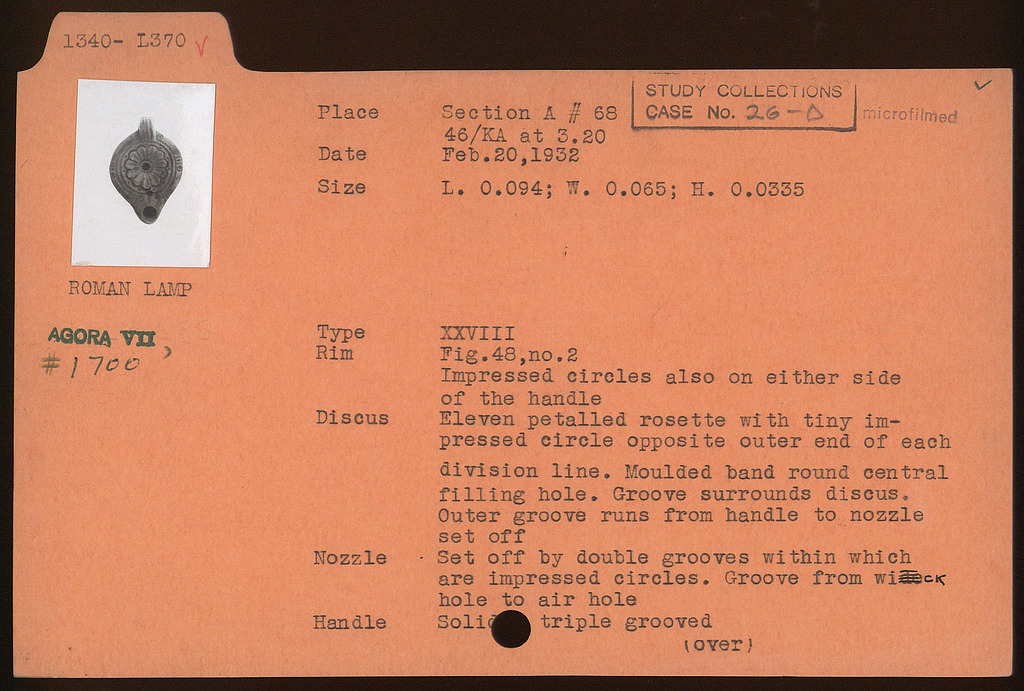 1340- L370 √
STUDY COLLECTIONS
CASE No. 26-D
microfilmed
Place Section A # 68
46/KA at 3.20
Date Feb.20,1932
Size L. 0.094; W. 0.065; H. 0.0335
ROMAN LAMP
AGORA VII,
#1700
Type XXVIII
Rim Fig.48,no.2
Impressed circles also on either side
of the handle
Discus Eleven petalled rosette with tiny im-
pressed circle opposite outer end of each
division line. Moulded band round central
filling hole. Groove surrounds discus.
Outer groove runs from handle to nozzle
set off
Nozzle Set off by double grooves within which
are impressed circles. Groove from wick
hole to air hole
Handle Soli triple grooved
(over)